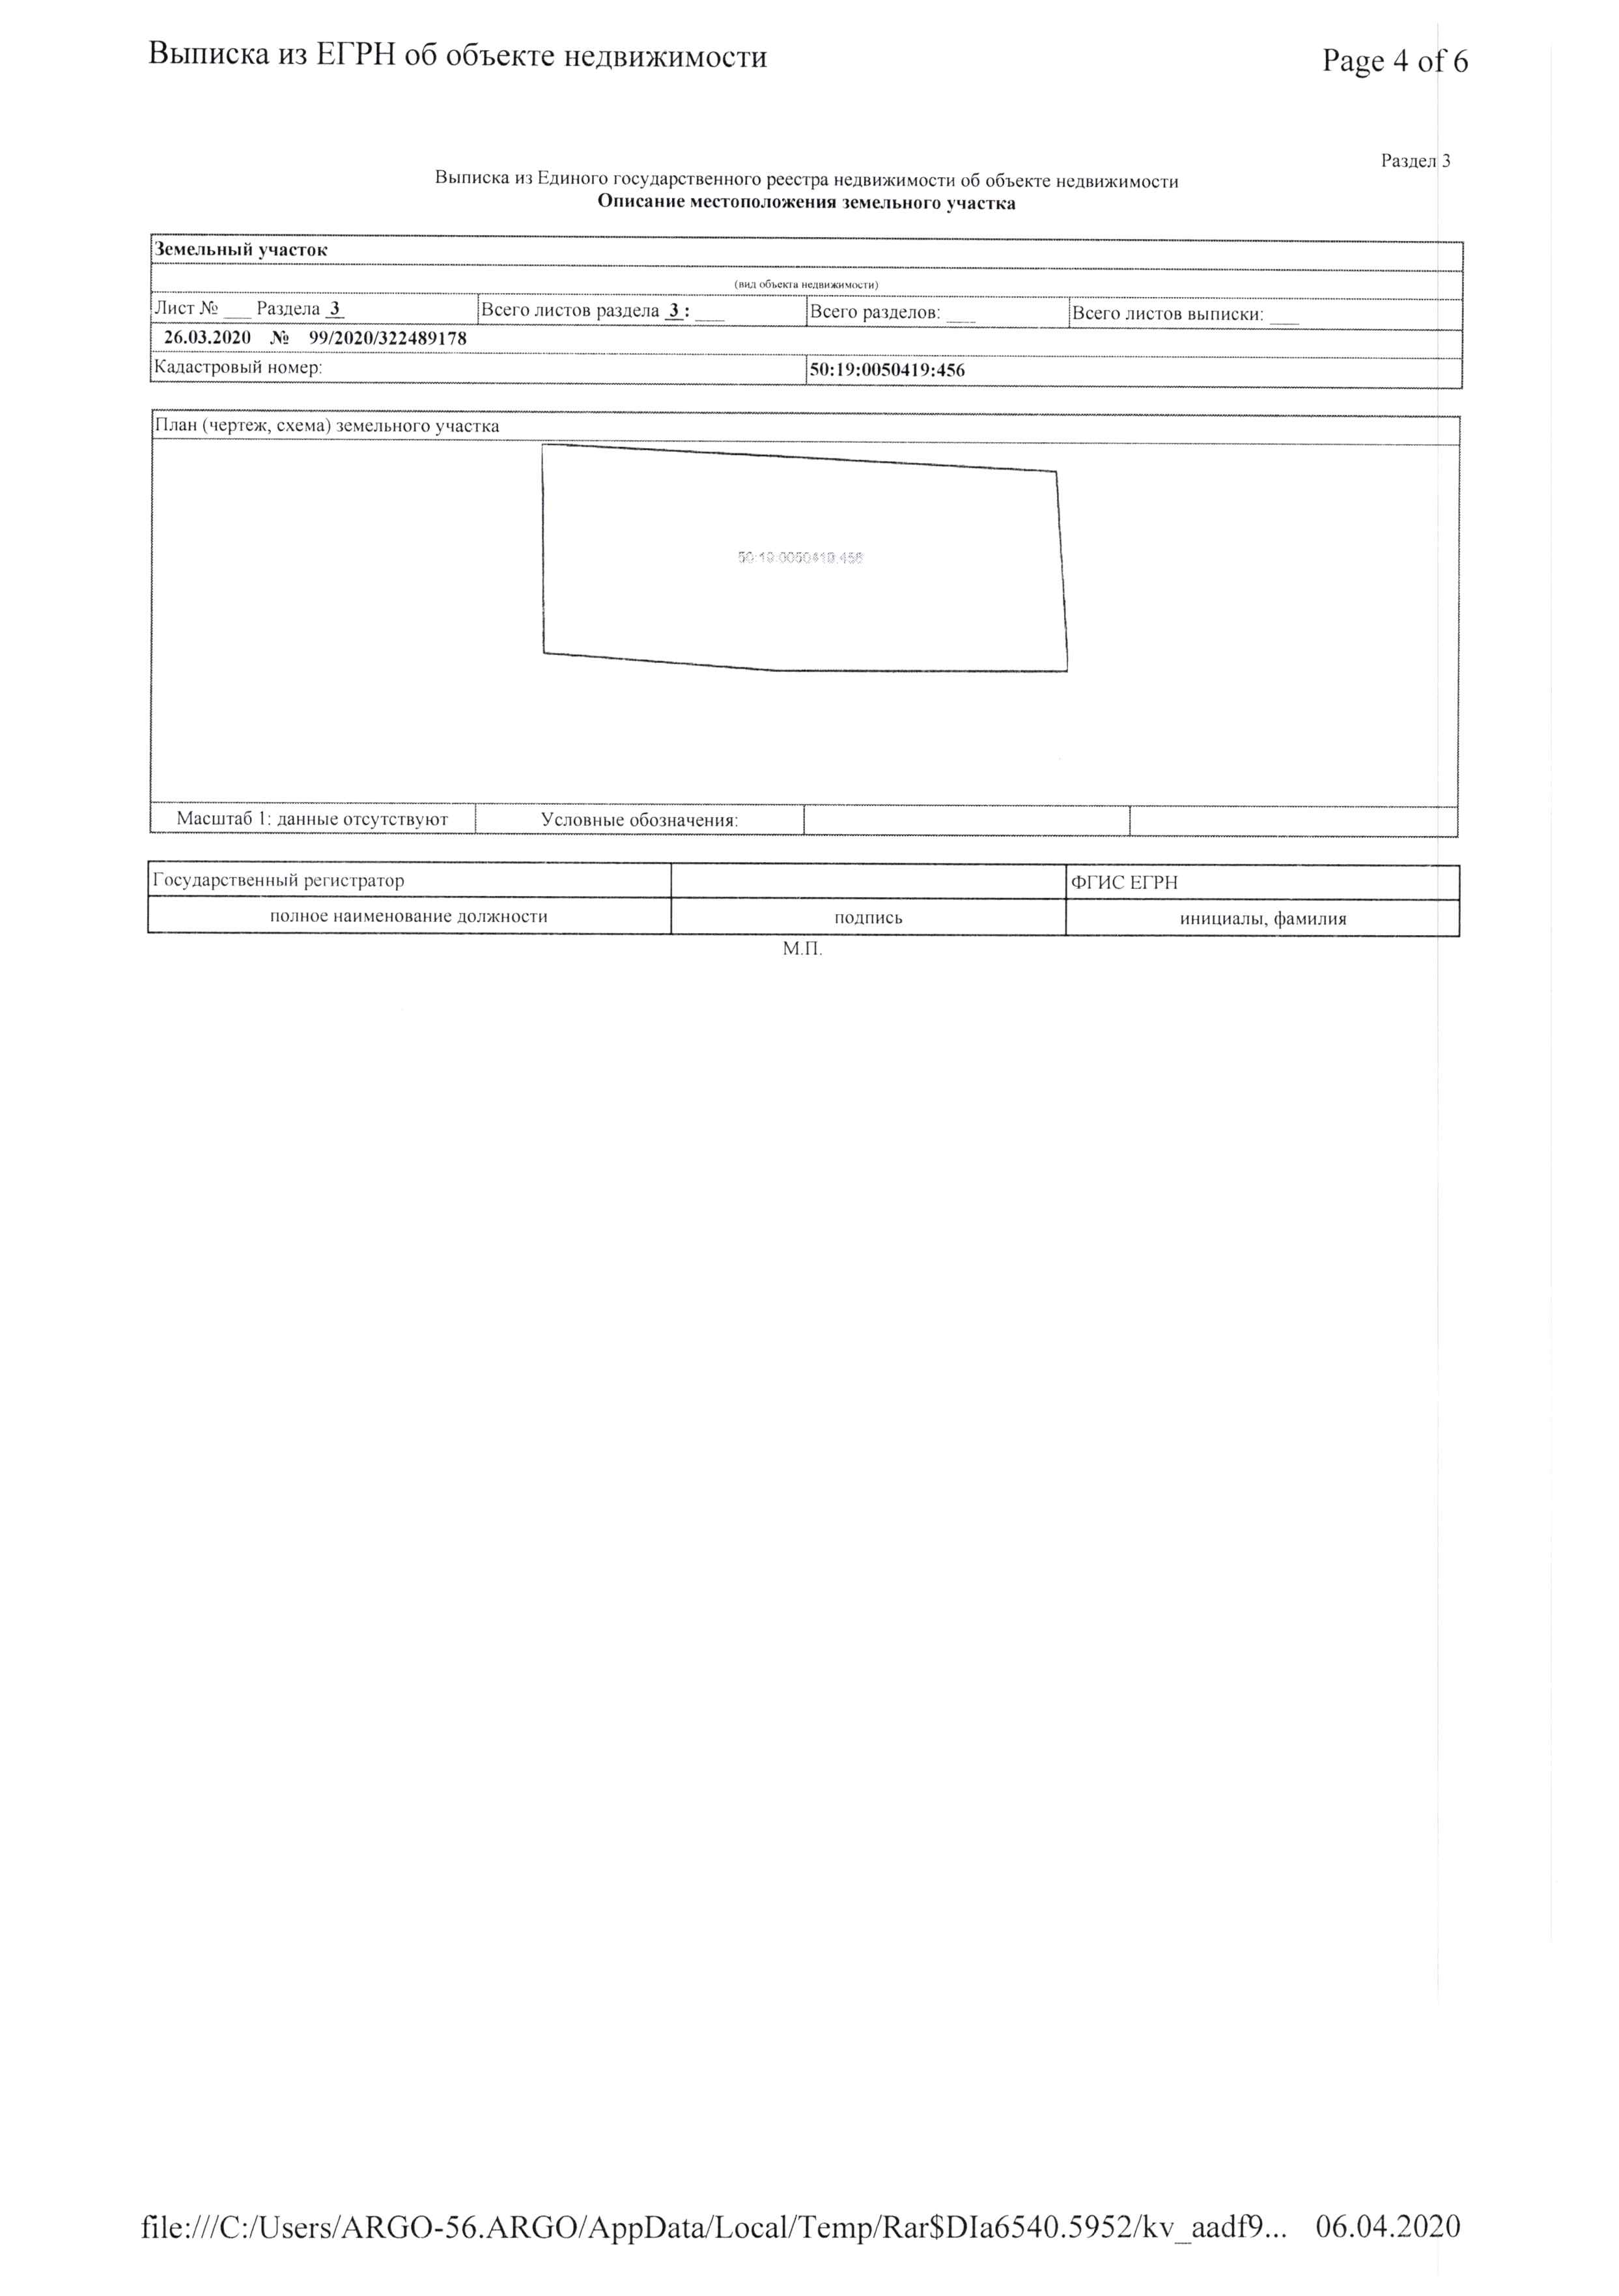 Выписка из ЕГРН об объекте недвижимости Page 4 of 6
Раздел 3
Выписка из Единого государственного реестра недвижимости об объекте недвижимости
Описание местоположения земельного участка
Земельный участок
(вид объекта недвижимости)
Лист № ___ Раздела 3 Всего листов раздела 3 : ___ Всего разделов: ___ Всего листов выписки: ___
26.03.2020 № 99/2020/322489178
Кадастровый номер: 50:19:0050419:456
План (чертеж, схема) земельного участка
50:19:0050419:456
Масштаб 1: данные отсутствуют Условные обозначения:
Государственный регистратор ФГИС ЕГРН
полное наименование должности подпись инициалы, фамилия
М.П.
file:///C:/Users/ARGO-56.ARGO/AppData/Local/Temp/Rar$DIa6540.5952/kv_aadf9... 06.04.2020